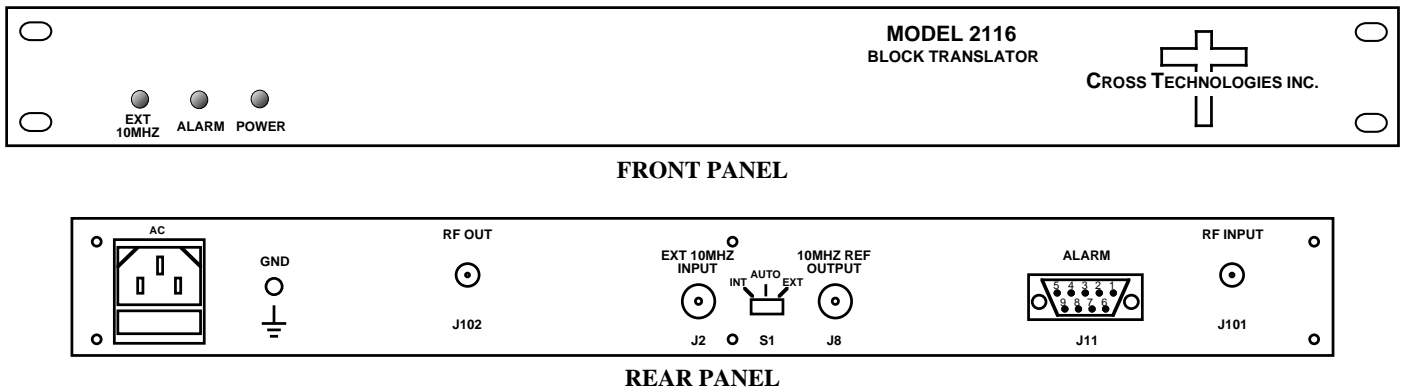 MODEL 2116
BLOCK TRANSLATOR
CROSS TECHNOLOGIES INC.
EXT
10MHZ
ALARM
POWER
FRONT PANEL
AC
GND
RF OUT
J102
EXT 10MHZ
INPUT
J2
INT
AUTO
EXT
S1
10MHZ REF
OUTPUT
J8
ALARM
5 4 3 2 1
9 8 7 6
J11
RF INPUT
J101
REAR PANEL